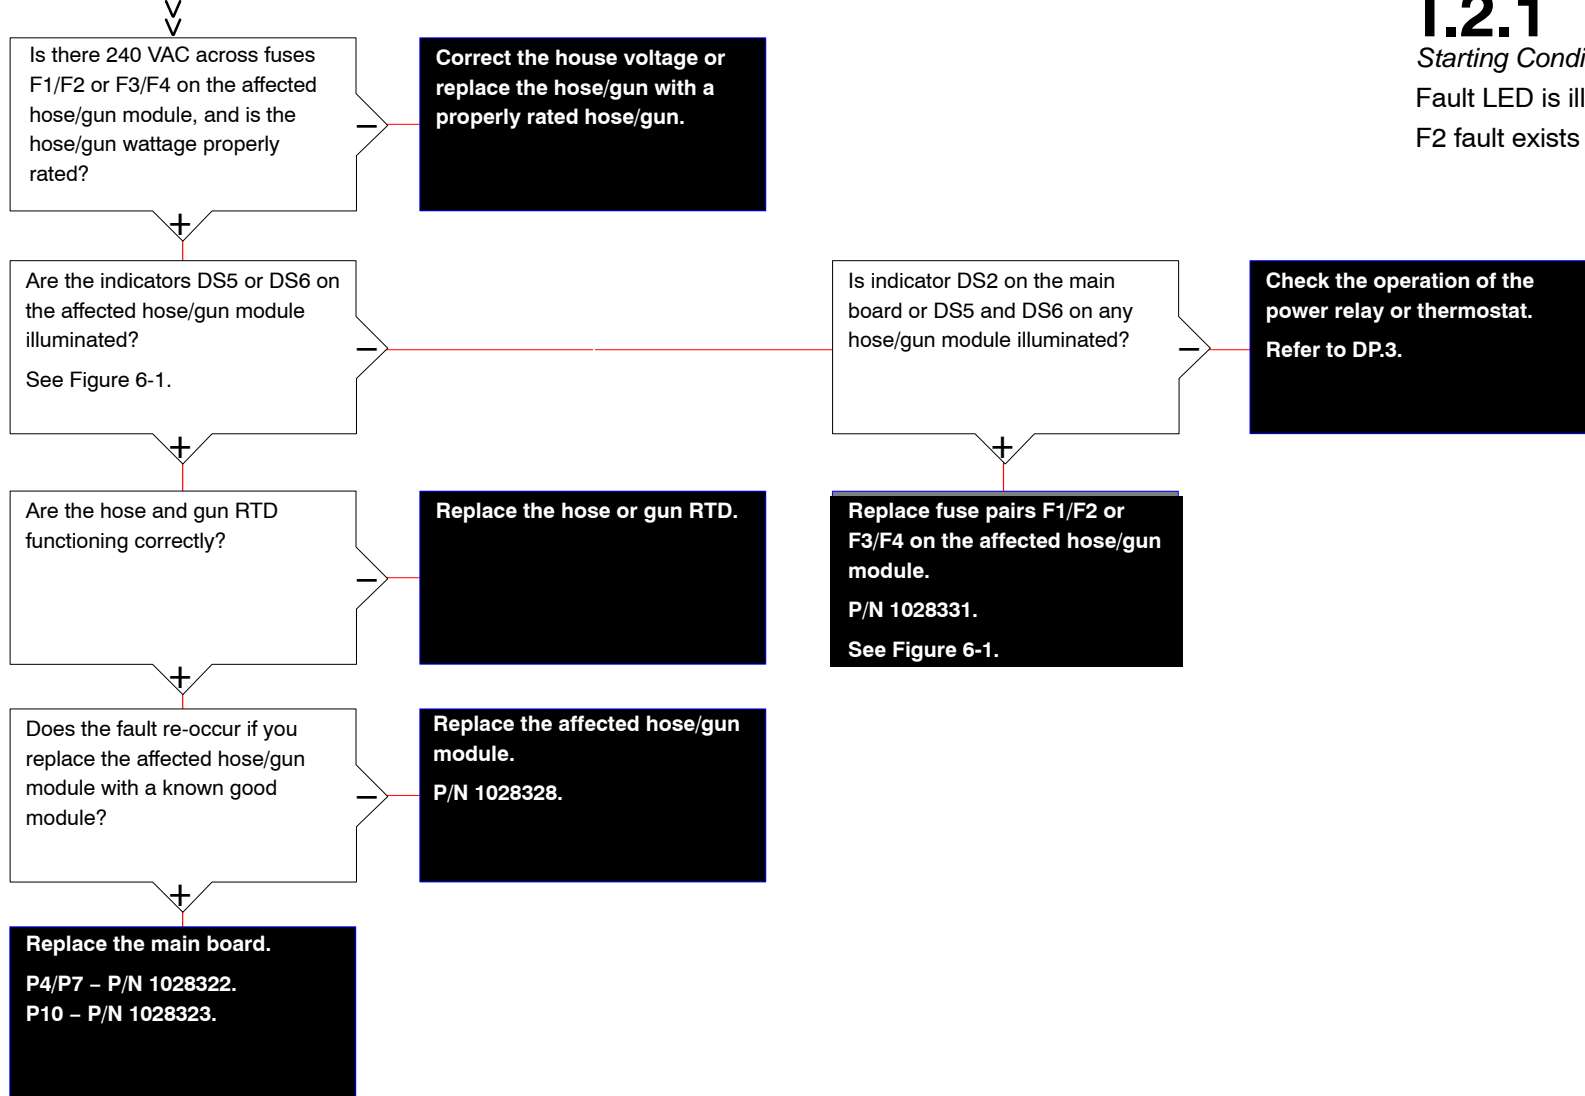 T.2.1
Starting Condi
Fault LED is ill
F2 fault exists
Is there 240 VAC across fuses
F1/F2 or F3/F4 on the affected
hose/gun module, and is the
hose/gun wattage properly
rated?
−
+
Correct the house voltage or
replace the hose/gun with a
properly rated hose/gun.
Are the indicators DS5 or DS6 on
the affected hose/gun module
illuminated?
See Figure 6-1.
−
+
Is indicator DS2 on the main
board or DS5 and DS6 on any
hose/gun module illuminated?
−
+
Check the operation of the
power relay or thermostat.
Refer to DP.3.
Are the hose and gun RTD
functioning correctly?
−
+
Replace the hose or gun RTD.
Replace fuse pairs F1/F2 or
F3/F4 on the affected hose/gun
module.
P/N 1028331.
See Figure 6-1.
Does the fault re-occur if you
replace the affected hose/gun
module with a known good
module?
−
+
Replace the affected hose/gun
module.
P/N 1028328.
Replace the main board.
P4/P7 – P/N 1028322.
P10 – P/N 1028323.